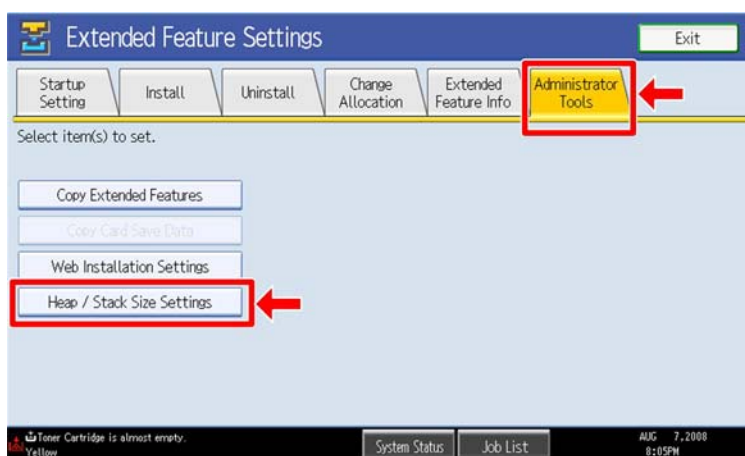 Extended Feature Settings
Exit
Startup
Setting
Install
Uninstall
Change
Allocation
Extended
Feature Info
Administrator
Tools
Select item(s) to set.
Copy Extended Features
Copy Card Save Data
Web Installation Settings
Heap / Stack Size Settings
Toner Cartridge is almost empty.
Yellow
System Status
Job List
AUG 7,2008
8:05PM